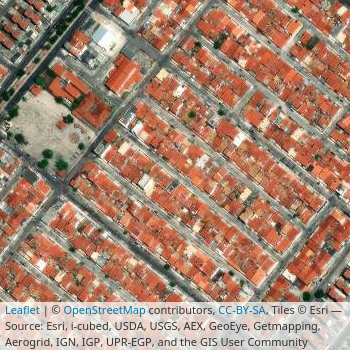 Leaflet | © OpenStreetMap contributors, CC-BY-SA, Tiles © Esri —
Source: Esri, i-cubed, USDA, USGS, AEX, GeoEye, Getmapping,
Aerogrid, IGN, IGP, UPR-EGP, and the GIS User Community